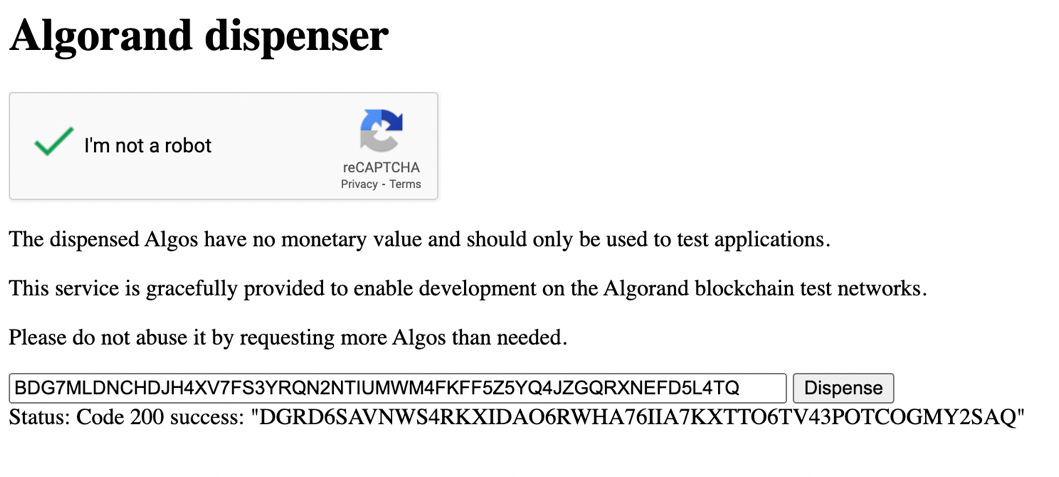 Algorand dispenser
I'm not a robot
reCAPTCHA
Privacy - Terms
The dispensed Algos have no monetary value and should only be used to test applications.
This service is gracefully provided to enable development on the Algorand blockchain test networks.
Please do not abuse it by requesting more Algos than needed.
BDG7MLDNCHDJH4XV7FS3YRQN2NTIUMWM4FKFF5Z5YQ4JZGQRXNEFD5L4TQ Dispense
Status: Code 200 success: "DGRD6SAVNWS4RKXIDAO6RWHA76IIA7KXTTO6TV43POTCOGMY2SAQ"